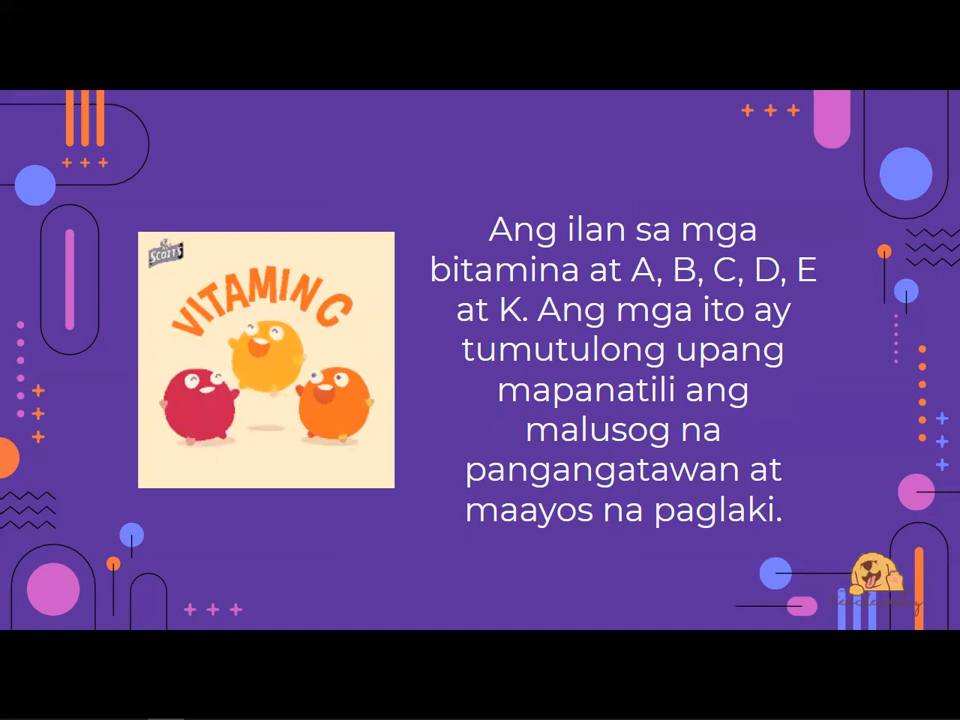 SCOTT'S
VITAMIN C
Ang ilan sa mga
bitamina at A, B, C, D, E
at K. Ang mga ito ay
tumutulong upang
mapanatili ang
malusog na
pangangatawan at
maayos na paglaki.